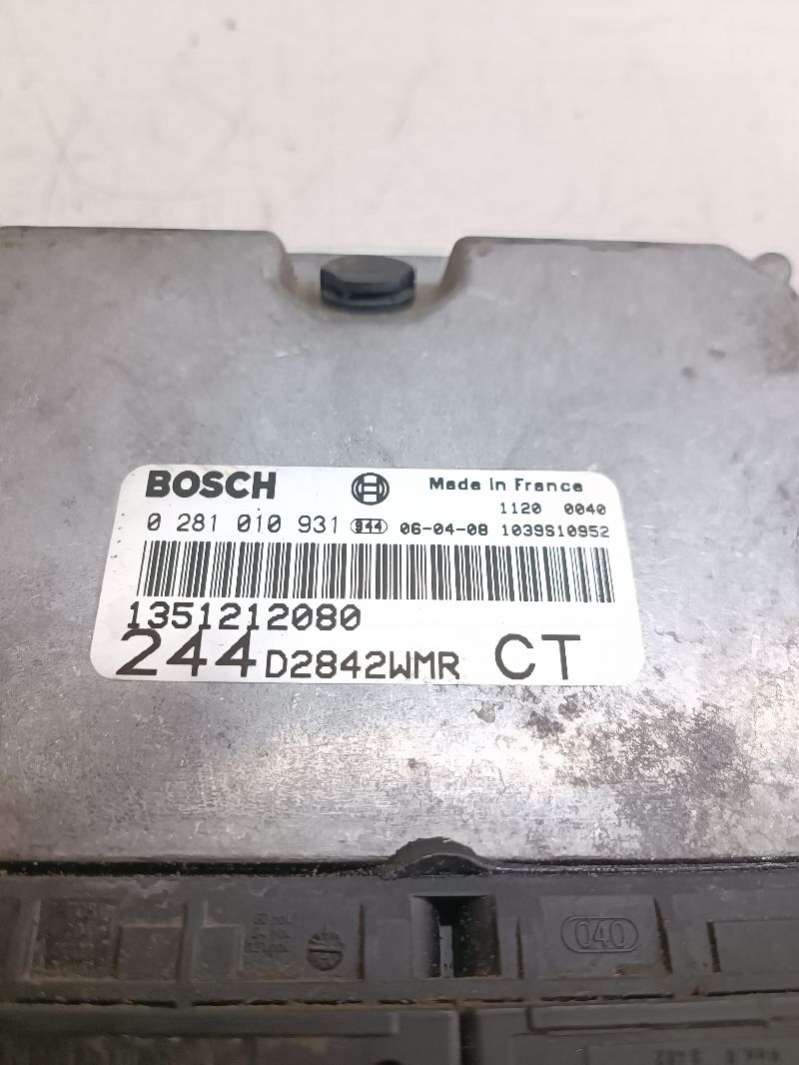 BOSCH Made in France
1120 0040
0 281 010 931 944 06-04-08 1039S10952
1351212080
244 D2842WMR CT
040